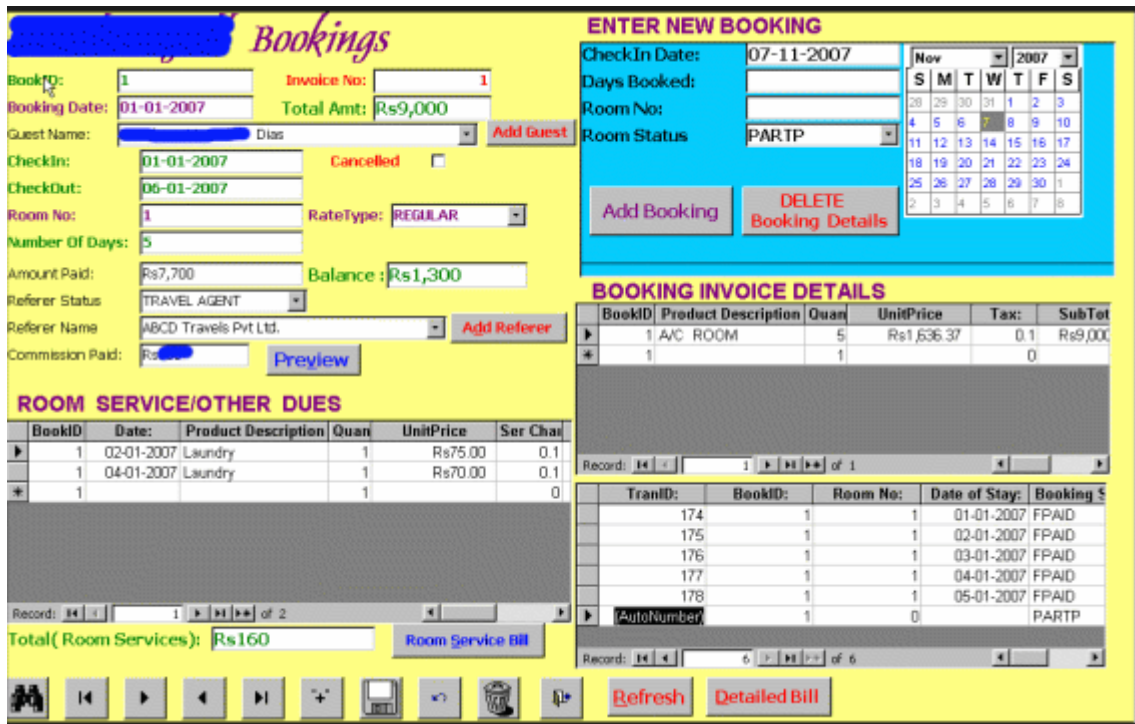 Bookings
BookID: 1 Invoice No: 1
Booking Date: 01-01-2007 Total Amt: Rs9,000
Guest Name: Dias Add Guest
CheckIn: 01-01-2007 Cancelled
CheckOut: 06-01-2007
Room No: 1 RateType: REGULAR
Number Of Days: 5
Amount Paid: Rs7,700 Balance : Rs1,300
Referer Status TRAVEL AGENT
Referer Name ABCD Travels Pvt Ltd. Add Referer
Commission Paid: Preview
ROOM SERVICE/OTHER DUES
BookID Date: Product Description Quan UnitPrice Ser Char
1 02-01-2007 Laundry 1 Rs75.00 0.1
1 04-01-2007 Laundry 1 Rs70.00 0.1
1 1 0
Record: 1 of 2
Total( Room Services): Rs160 Room Service Bill
ENTER NEW BOOKING
CheckIn Date: 07-11-2007
Days Booked:
Room No:
Room Status PARTP
Add Booking DELETE
Booking Details
Nov 2007
S M T W T F S
28 29 30 31 1 2 3
4 5 6 7 8 9 10
11 12 13 14 15 16 17
18 19 20 21 22 23 24
25 26 27 28 29 30 1
2 3 4 5 6 7 8
BOOKING INVOICE DETAILS
BookID Product Description Quan UnitPrice Tax: SubTot
1 A/C ROOM 5 Rs1,636.37 0.1 Rs9,000
1 1 0
Record: 1 of 1
TranID: BookID: Room No: Date of Stay: Booking S
174 1 1 01-01-2007 FPAID
175 1 1 02-01-2007 FPAID
176 1 1 03-01-2007 FPAID
177 1 1 04-01-2007 FPAID
178 1 1 05-01-2007 FPAID
(AutoNumber) 1 0 PARTP
Record: 6 of 6
Refresh Detailed Bill